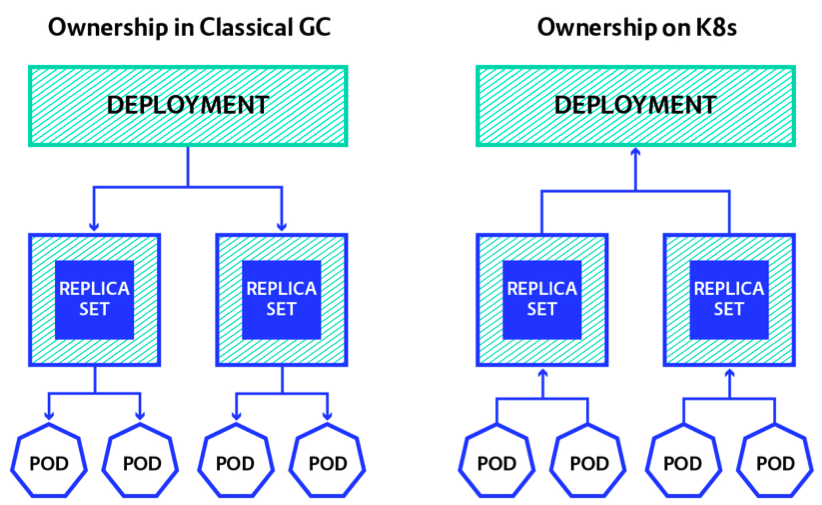 Ownership in Classical GC
DEPLOYMENT
REPLICA
SET
REPLICA
SET
POD
POD
POD
POD
Ownership on K8s
DEPLOYMENT
REPLICA
SET
REPLICA
SET
POD
POD
POD
POD